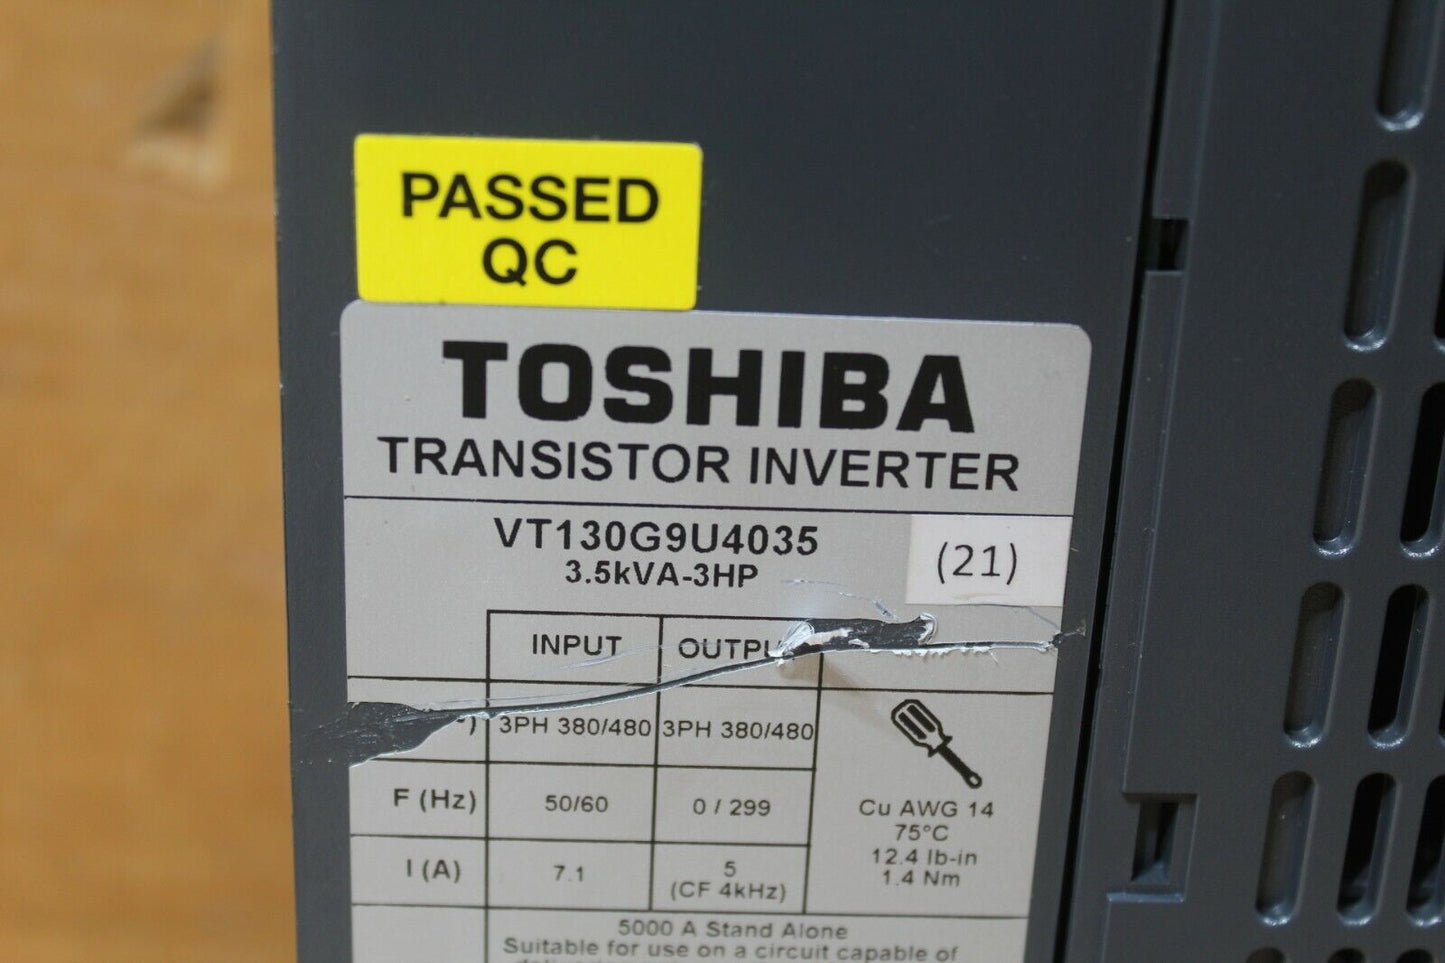 PASSED
QC
TOSHIBA
TRANSISTOR INVERTER
VT130G9U4035
3.5kVA-3HP
(21)
INPUT
3PH 380/480 3PH 380/480
F (Hz) 50/60 0 / 299
I (A) 7.1 5
(CF 4kHz)
Cu AWG 14
75°C
12.4 lb-in
1.4 Nm
5000 A Stand Alone
Suitable for use on a circuit capable of